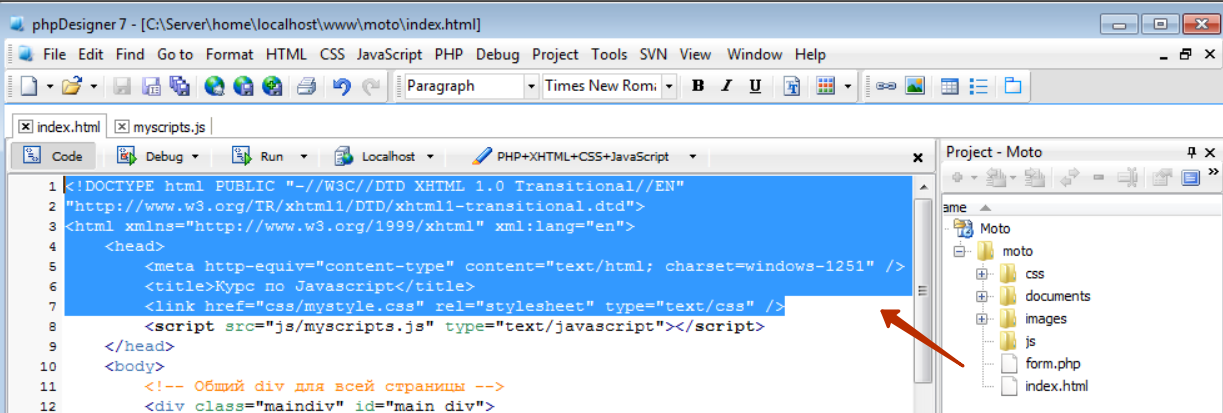 phpDesigner 7 - [C:\Server\home\localhost\www\moto\index.html]
File Edit Find Go to Format HTML CSS JavaScript PHP Debug Project Tools SVN View Window Help
Paragraph Times New Roma B I U
index.html myscripts.js
Code Debug Run Localhost PHP+XHTML+CSS+JavaScript
1 <!DOCTYPE html PUBLIC "-//W3C//DTD XHTML 1.0 Transitional//EN"
2 "http://www.w3.org/TR/xhtml1/DTD/xhtml1-transitional.dtd">
3 <html xmlns="http://www.w3.org/1999/xhtml" xml:lang="en">
4 <head>
5 <meta http-equiv="content-type" content="text/html; charset=windows-1251" />
6 <title>Курс по Javascript</title>
7 <link href="css/mystyle.css" rel="stylesheet" type="text/css" />
8 <script src="js/myscripts.js" type="text/javascript"></script>
9 </head>
10 <body>
11 <!-- Общий div для всей страницы -->
12 <div class="maindiv" id="main div">
Project - Moto
ame
Moto
moto
css
documents
images
js
form.php
index.html